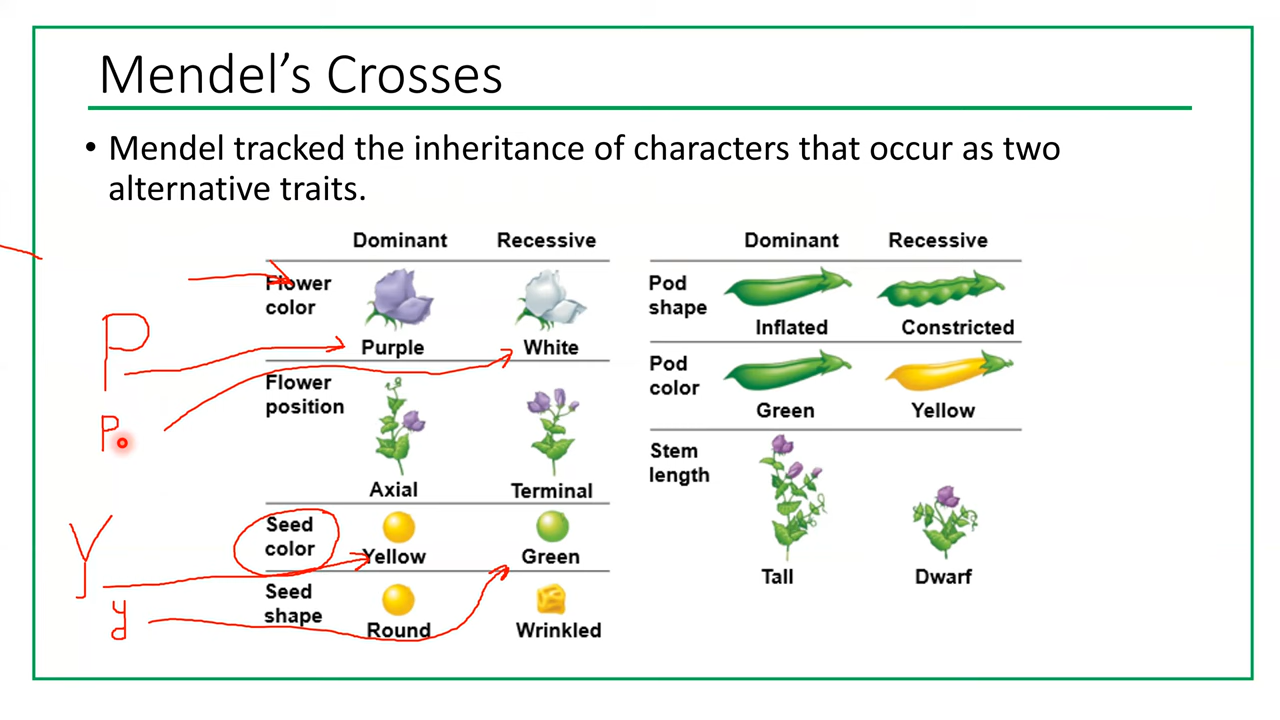 Mendel's Crosses
• Mendel tracked the inheritance of characters that occur as two
alternative traits.
Dominant Recessive
Flower
color
Purple White
Flower
position
Axial Terminal
Seed
color
Yellow Green
Seed
shape
Round Wrinkled
Dominant Recessive
Pod
shape
Inflated Constricted
Pod
color
Green Yellow
Stem
length
Tall Dwarf
P
p
Y
y